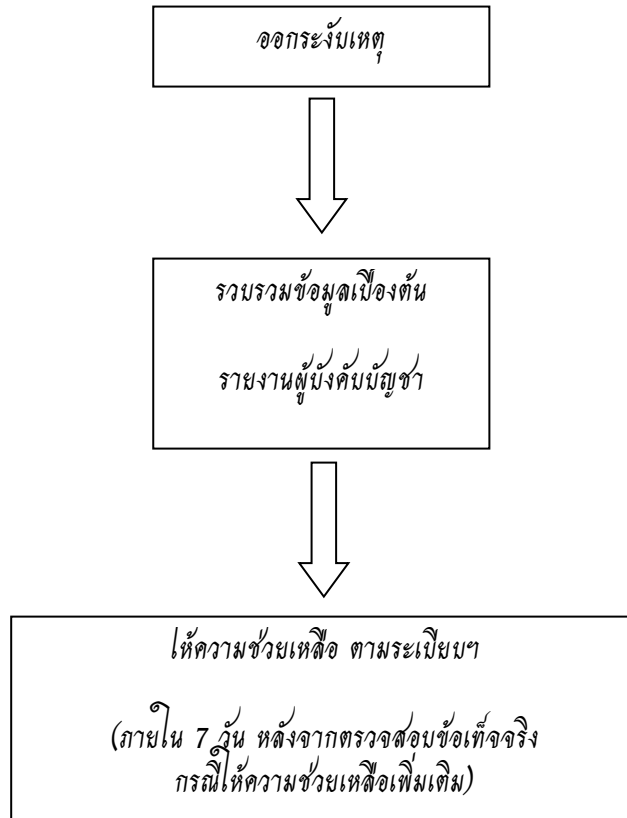 ออกระงับเหตุ
รวบรวมข้อมูลเบื้องต้น
รายงานผู้บังคับบัญชา
ให้ความช่วยเหลือ ตามระเบียบฯ
(ภายใน 7 วัน หลังจากตรวจสอบข้อเท็จจริง
กรณีให้ความช่วยเหลือเพิ่มเติม)